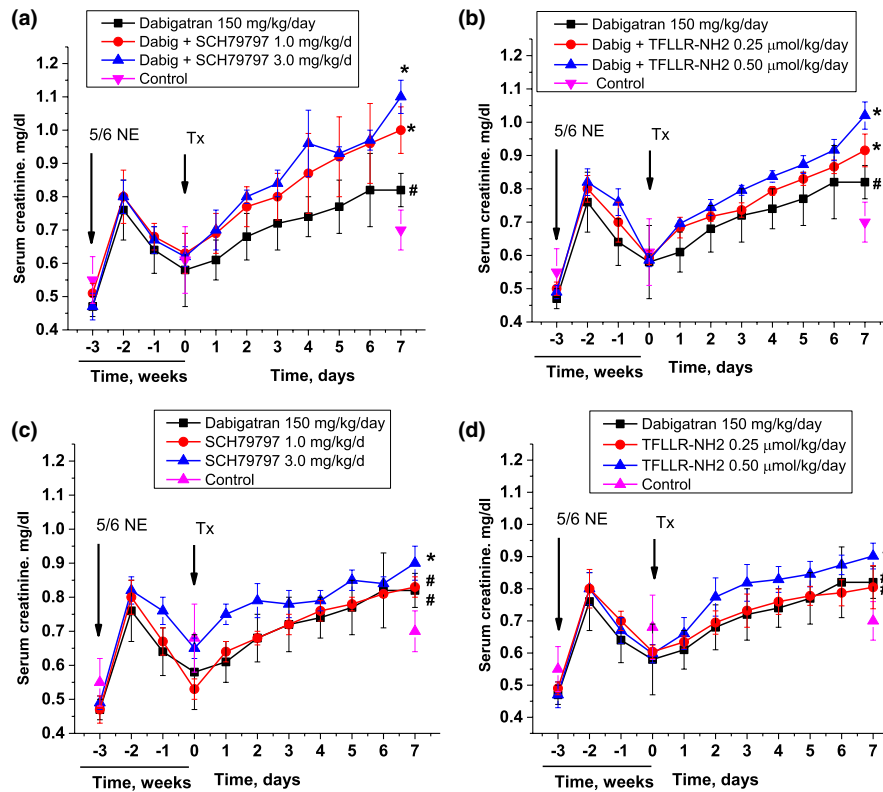 (a)
Dabigatran 150 mg/kg/day
Dabig + SCH79797 1.0 mg/kg/d
Dabig + SCH79797 3.0 mg/kg/d
Control
5/6 NE
Tx
*
*
#
Serum creatinine. mg/dl
1.2
1.1
1.0
0.9
0.8
0.7
0.6
0.5
0.4
-3 -2 -1 0 1 2 3 4 5 6 7
Time, weeks Time, days
(b)
Dabigatran 150 mg/kg/day
Dabig + TFLLR-NH2 0.25 μmol/kg/day
Dabig + TFLLR-NH2 0.50 μmol/kg/day
Control
5/6 NE
Tx
*
*
#
Serum creatinine. mg/dl
1.2
1.1
1.0
0.9
0.8
0.7
0.6
0.5
0.4
-3 -2 -1 0 1 2 3 4 5 6 7
Time, weeks Time, days
(c)
Dabigatran 150 mg/kg/day
SCH79797 1.0 mg/kg/d
SCH79797 3.0 mg/kg/d
Control
5/6 NE
Tx
*
#
#
Serum creatinine. mg/dl
1.2
1.1
1.0
0.9
0.8
0.7
0.6
0.5
0.4
-3 -2 -1 0 1 2 3 4 5 6 7
Time, weeks Time, days
(d)
Dabigatran 150 mg/kg/day
TFLLR-NH2 0.25 μmol/kg/day
TFLLR-NH2 0.50 μmol/kg/day
Control
5/6 NE
Tx
Serum creatinine. mg/dl
1.2
1.1
1.0
0.9
0.8
0.7
0.6
0.5
0.4
-3 -2 -1 0 1 2 3 4 5 6 7
Time, weeks Time, days